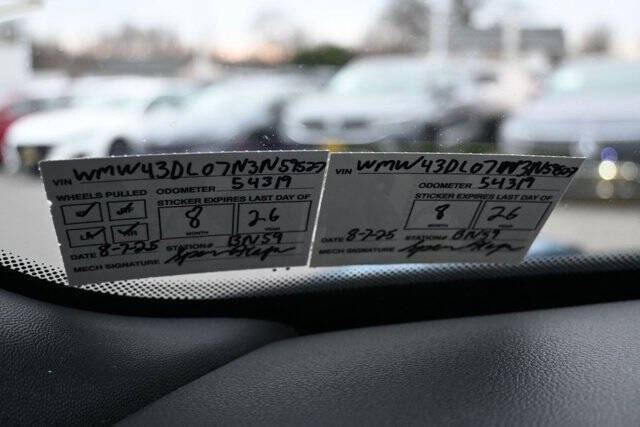 VIN WMW43DL07N3N59527
ODOMETER 54319
WHEELS PULLED STICKER EXPIRES LAST DAY OF
8 26
MONTH YEAR
DATE 8-7-25 STATION# BN59
MECH SIGNATURE
VIN
ODOMETER 54319
STICKER EXPIRES LAST DAY OF
8 26
MONTH YEAR
DATE 8-7-25 STATION# BN59
MECH SIGNATURE